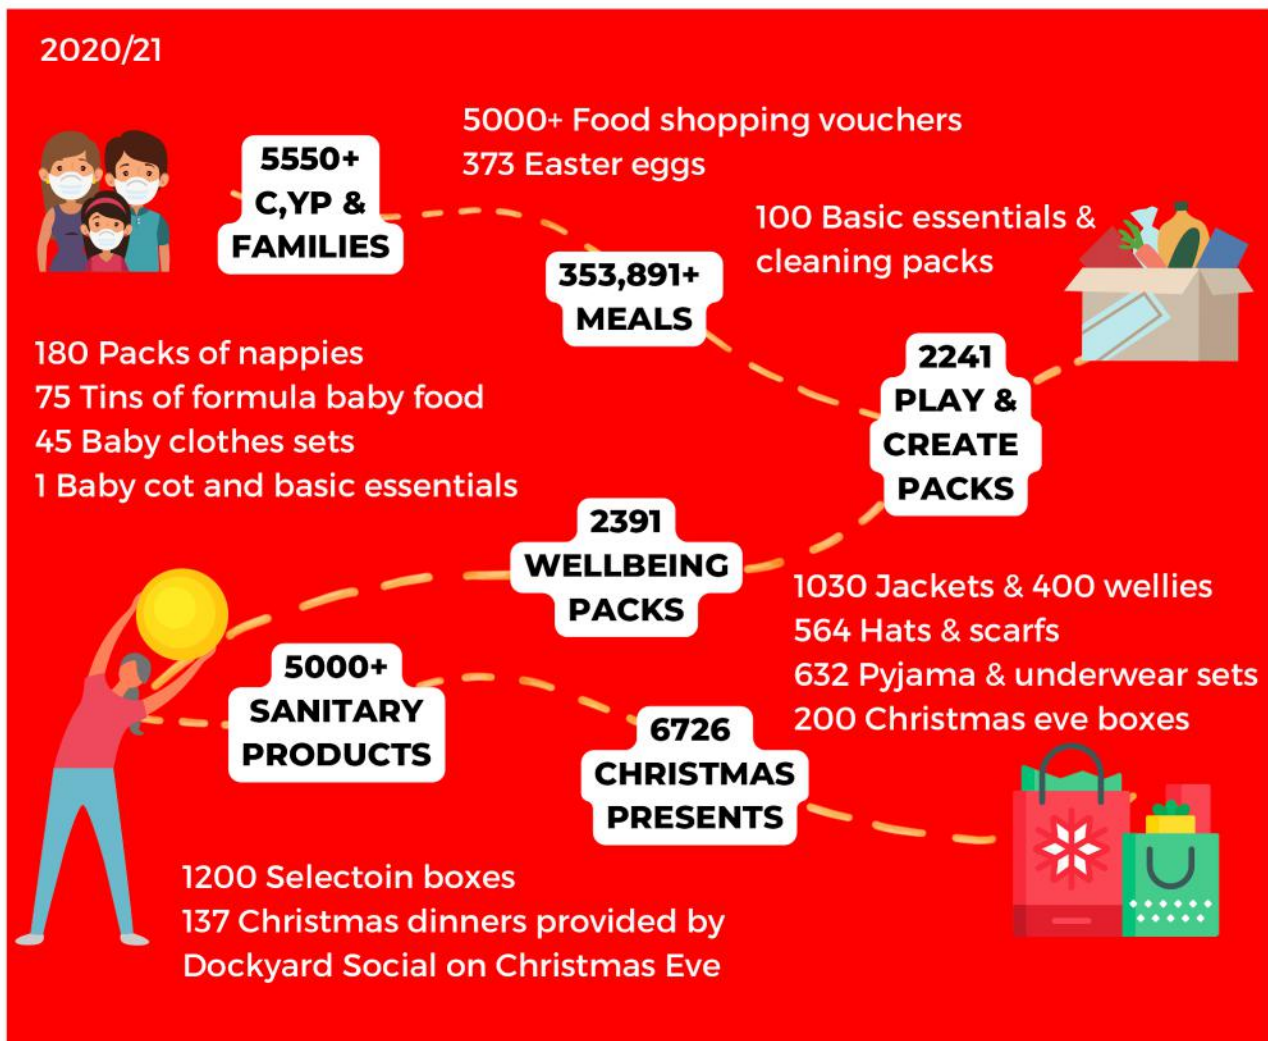 2020/21
5000+ Food shopping vouchers
373 Easter eggs
5550+
C,YP &
FAMILIES
100 Basic essentials &
cleaning packs
353,891+
MEALS
180 Packs of nappies
75 Tins of formula baby food
45 Baby clothes sets
1 Baby cot and basic essentials
2241
PLAY &
CREATE
PACKS
2391
WELLBEING
PACKS
1030 Jackets & 400 wellies
564 Hats & scarfs
632 Pyjama & underwear sets
200 Christmas eve boxes
5000+
SANITARY
PRODUCTS
6726
CHRISTMAS
PRESENTS
1200 Selectoin boxes
137 Christmas dinners provided by
Dockyard Social on Christmas Eve